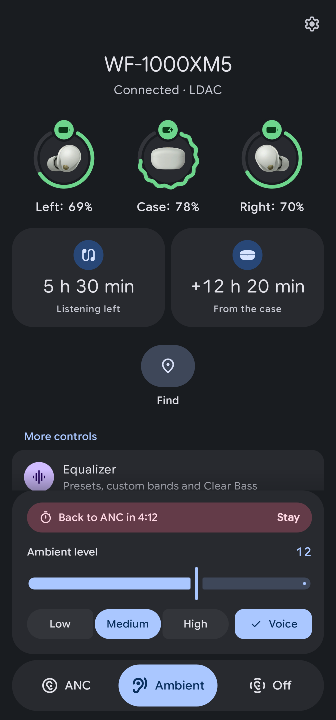 WF-1000XM5
Connected · LDAC
Left: 69%
Case: 78%
Right: 70%
5 h 30 min
Listening left
+12 h 20 min
From the case
Find
More controls
Equalizer
Presets, custom bands and Clear Bass
Back to ANC in 4:12
Stay
Ambient level
12
Low
Medium
High
Voice
ANC
Ambient
Off